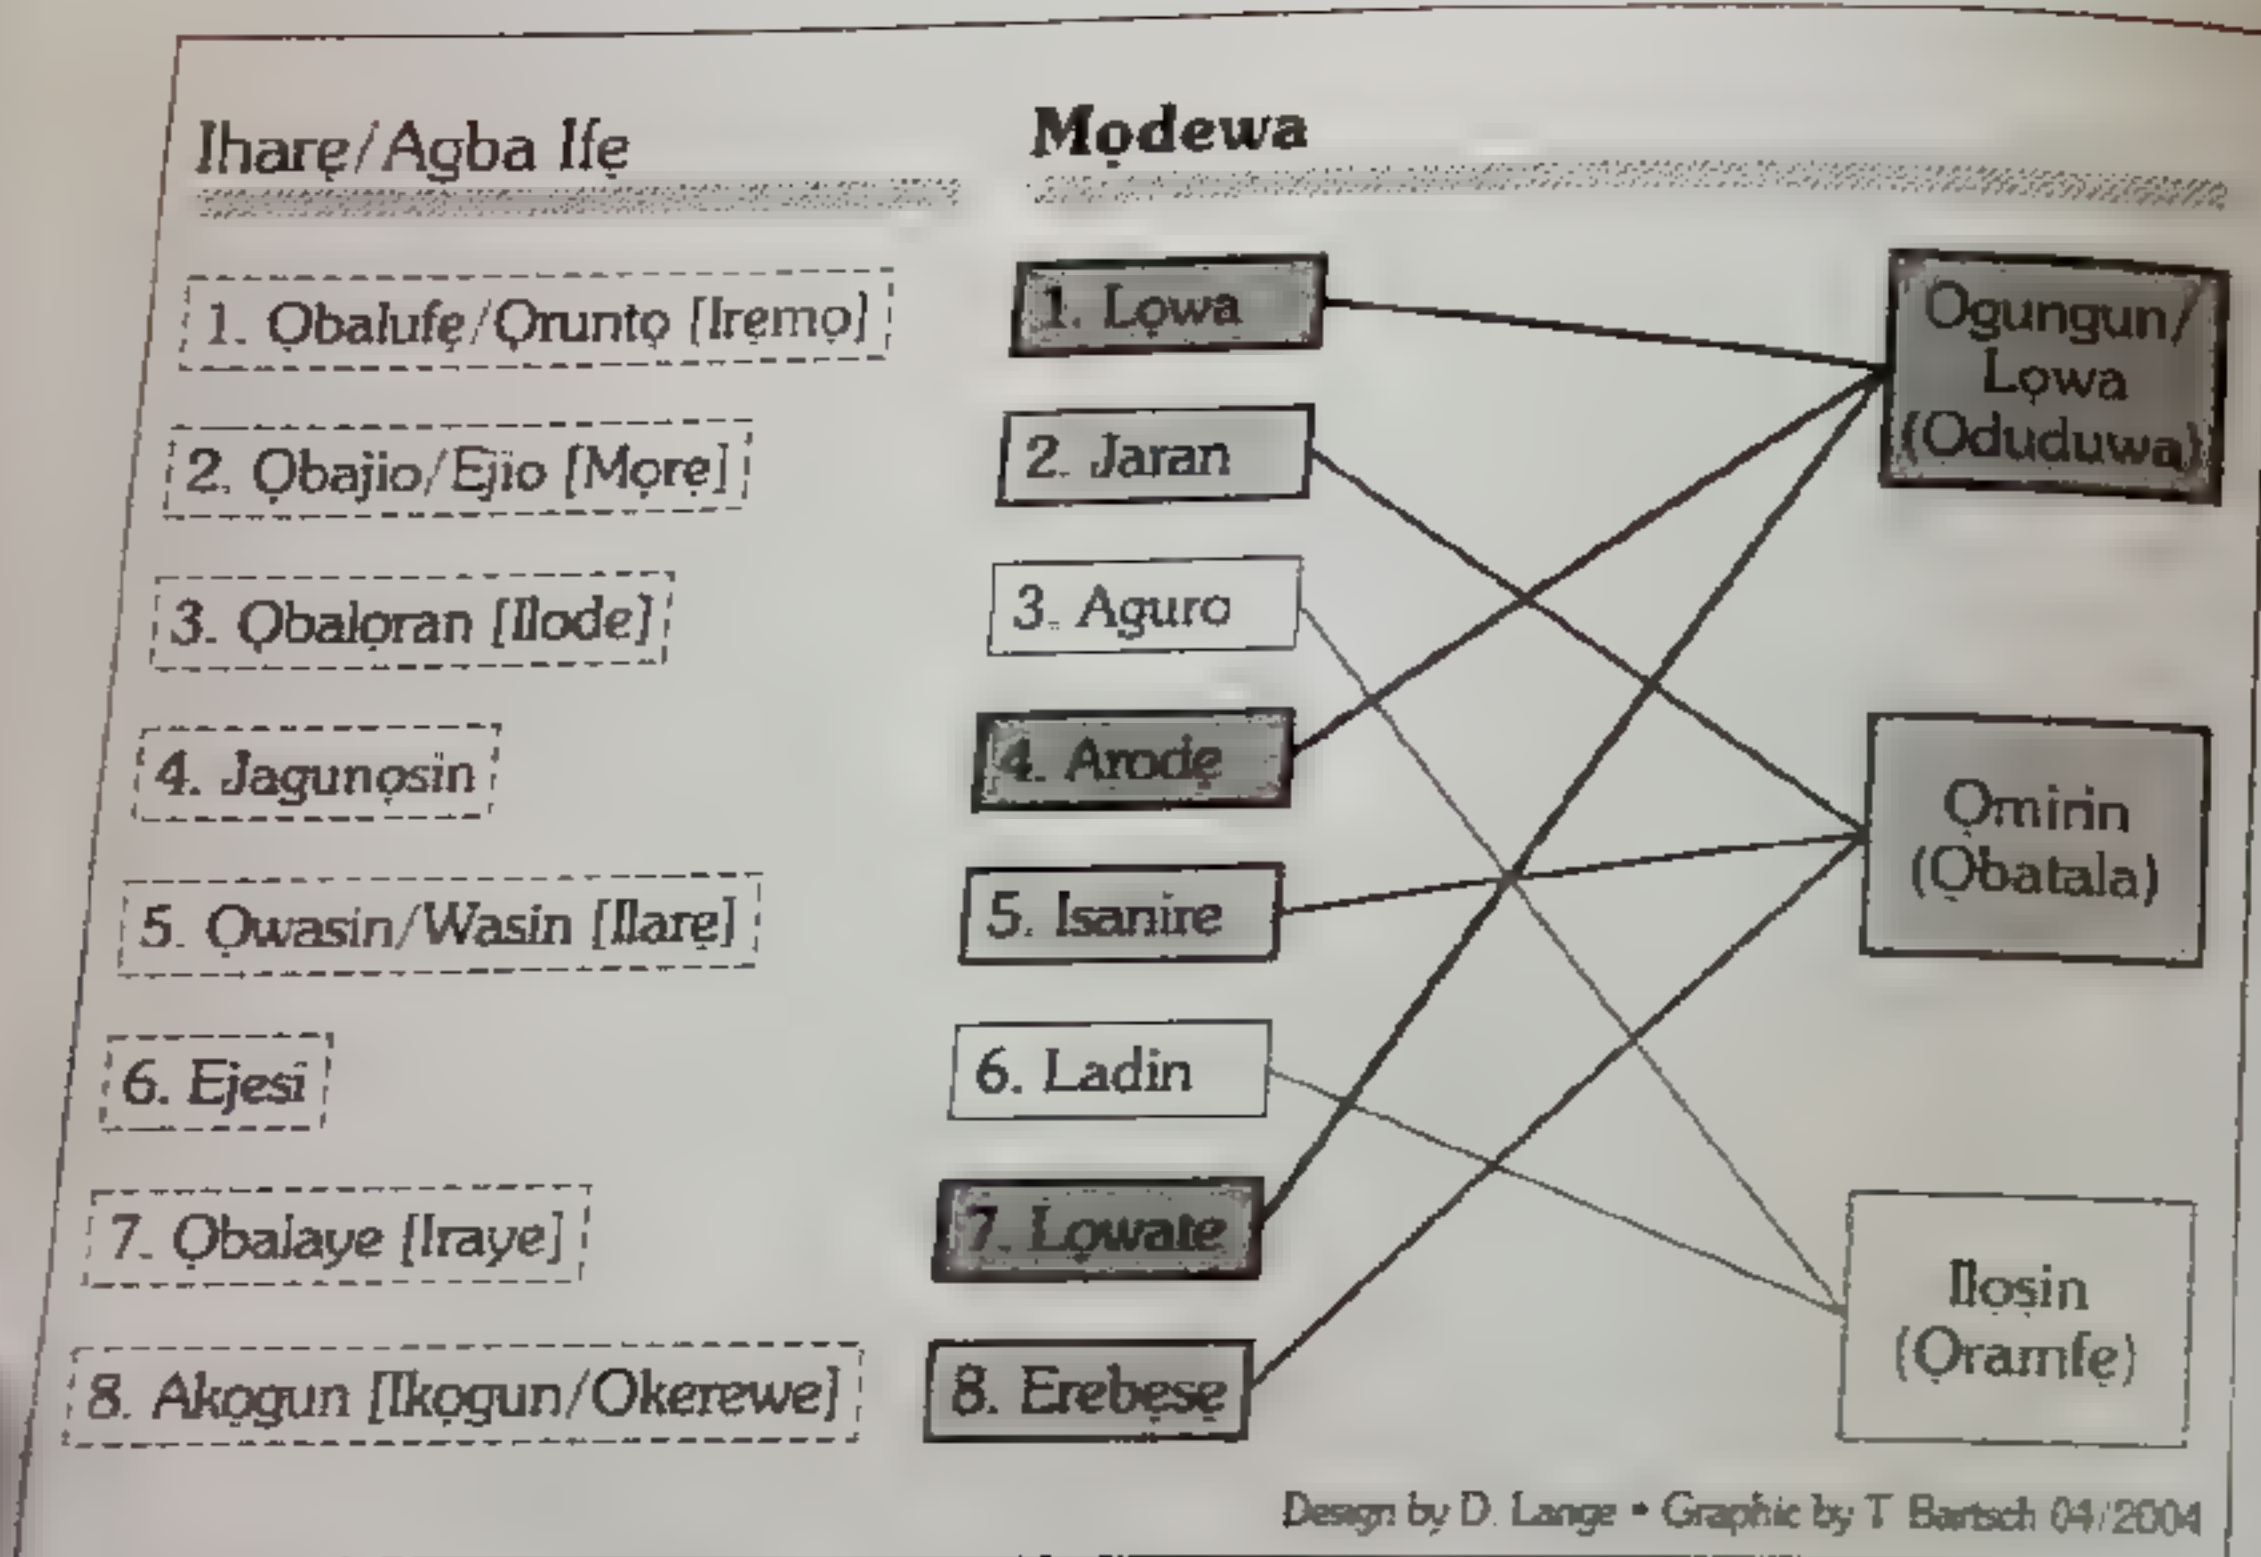 Iharẹ/Agba Ifẹ
1. Ọbalufẹ/Ọruntọ [Irẹmọ]
2. Ọbajio/Ejio [Mọrẹ]
3. Ọbalọran [Ilode]
4. Jagunọsin
5. Ọwasin/Wasin [Ilarẹ]
6. Ejesi
7. Ọbalaye [Iraye]
8. Akọgun [Ikọgun/Okerewe]
Mọdewa
1. Lọwa
2. Jaran
3. Aguro
4. Arodẹ
5. Isanire
6. Ladin
7. Lọwate
8. Erebẹsẹ
Ogungun/
Lọwa
(Oduduwa)
Ọmirin
(Ọbatala)
Ilọsin
(Ọramfẹ)
Design by D. Lange • Graphic by T Bartsch 04/2004